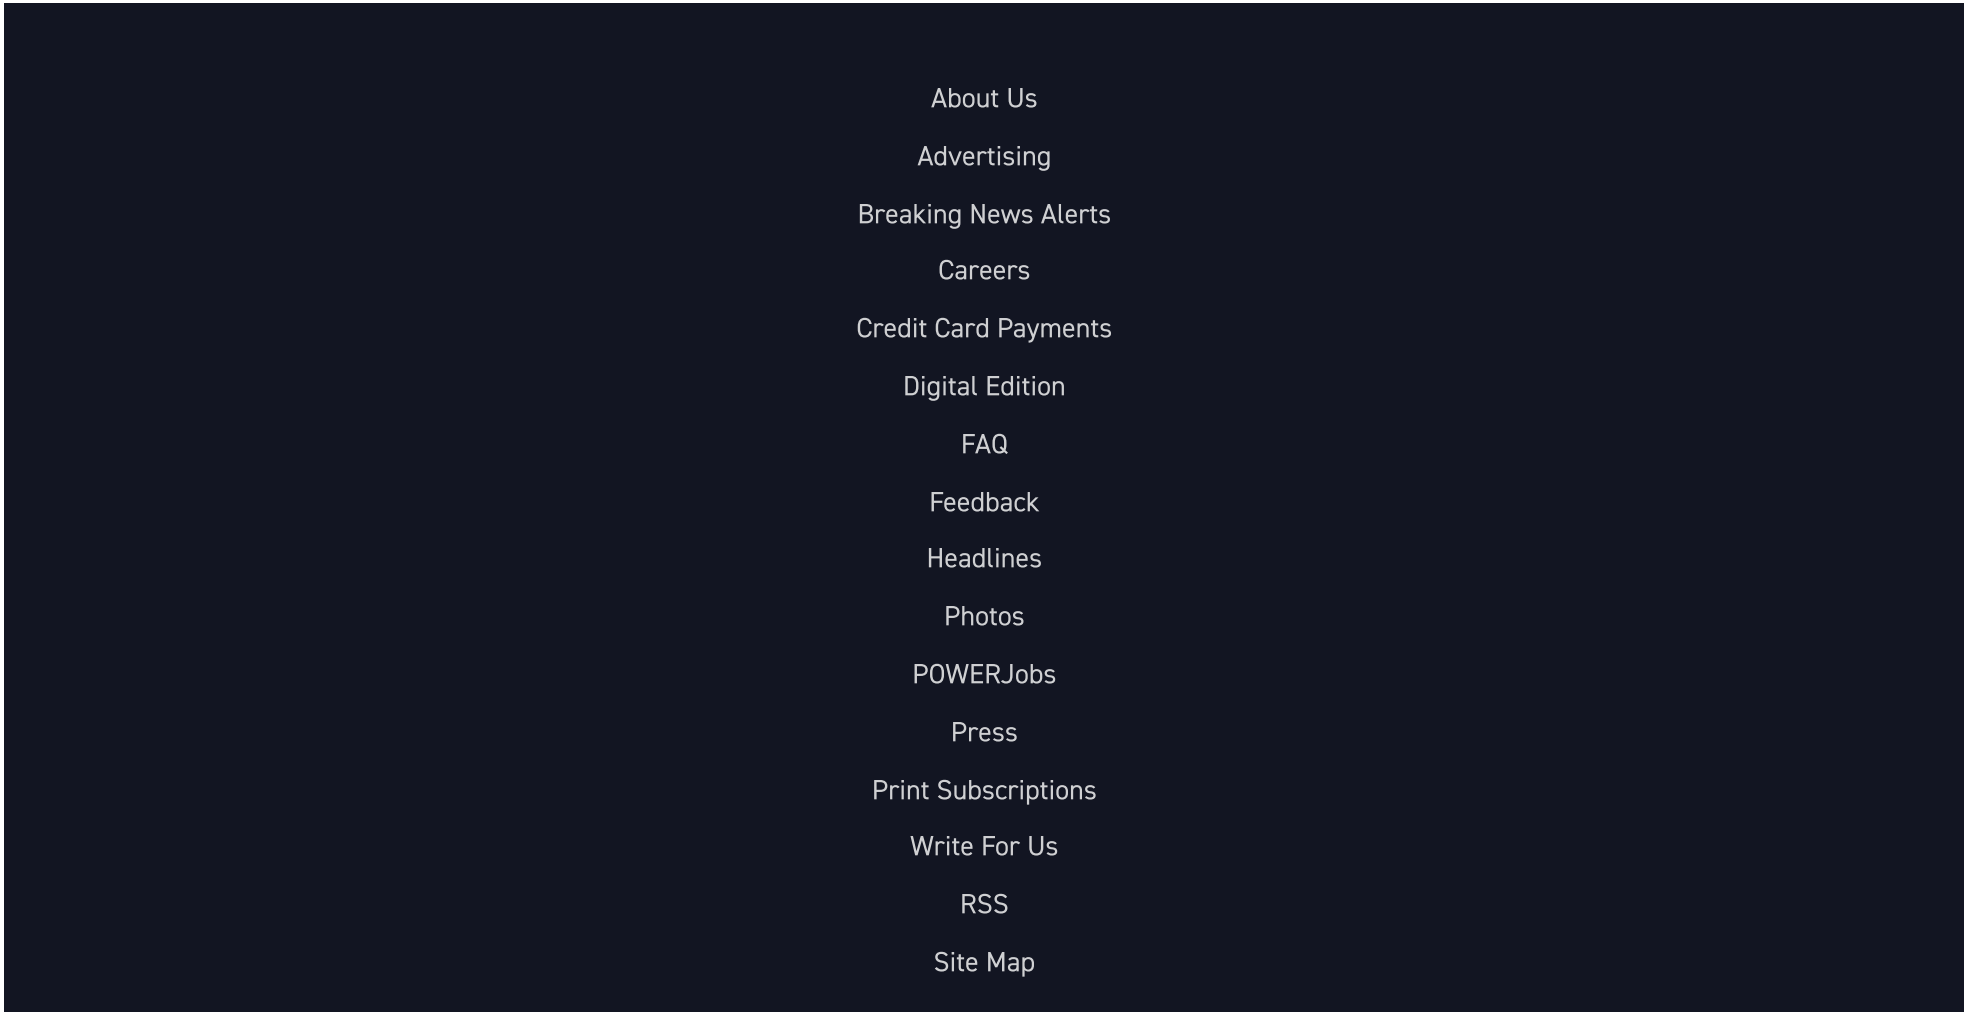 About Us
Advertising
Breaking News Alerts
Careers
Credit Card Payments
Digital Edition
FAQ
Feedback
Headlines
Photos
POWERJobs
Press
Print Subscriptions
Write For Us
RSS
Site Map